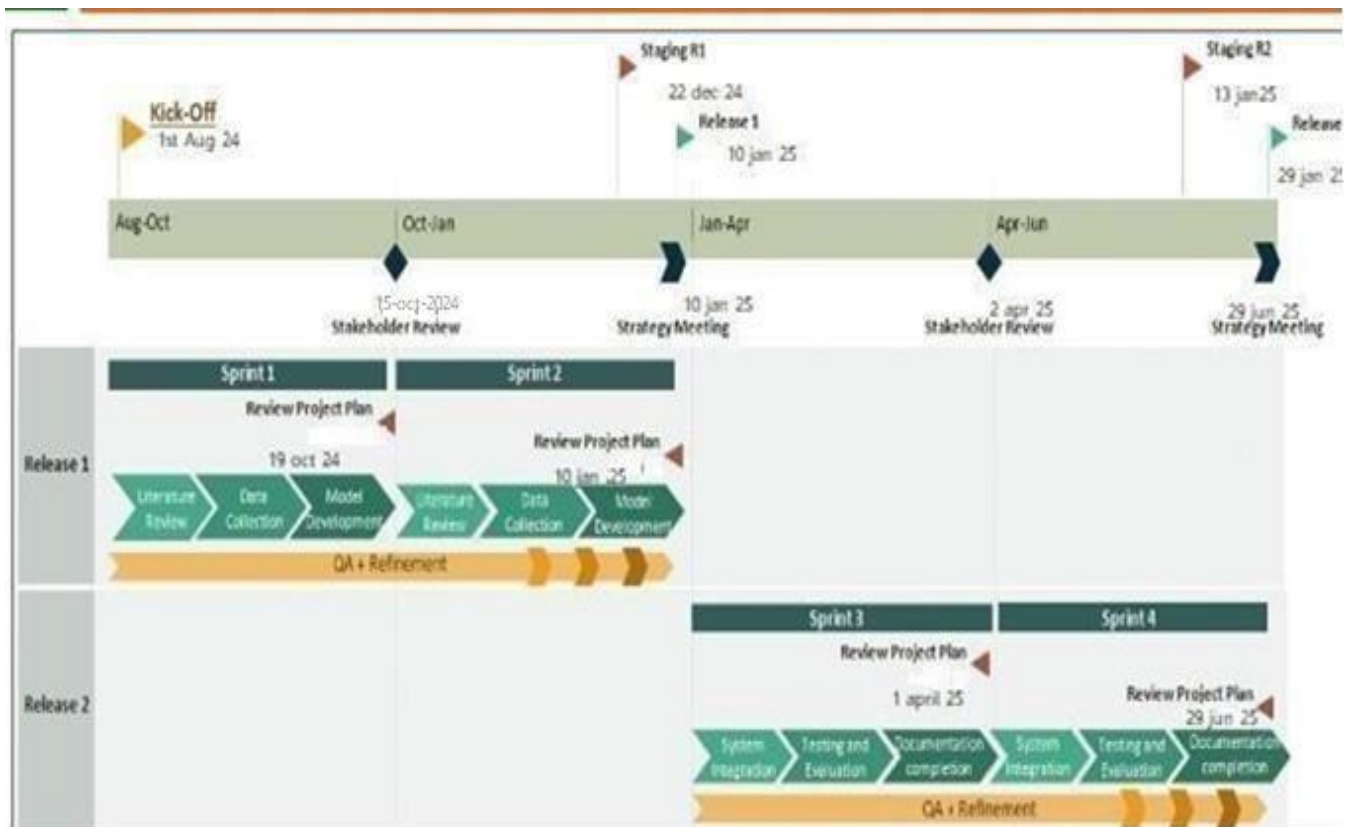 Staging R1
22 dec 24
Staging R2
13 jan25
Kick-Off
1st Aug 24
Release 1
10 jan 25
Release
29 jan 25
Aug-Oct
Oct-Jan
Jan-Apr
Apr-Jun
15-oct-2024
Stakeholder Review
10 jan 25
Strategy Meeting
2 apr 25
Stakeholder Review
29 jun 25
Strategy Meeting
Release 1
Sprint 1
Sprint 2
Review Project Plan
19 oct 24
Review Project Plan
10 jan 25
Literature
Review
Data
Collection
Model
Development
Literature
Review
Data
Collection
Model
Development
QA + Refinement
Release 2
Sprint 3
Sprint 4
Review Project Plan
1 april 25
Review Project Plan
29 jun 25
System
Integration
Testing and
Evaluation
Documentation
completion
System
Integration
Testing and
Evaluation
Documentation
completion
QA + Refinement